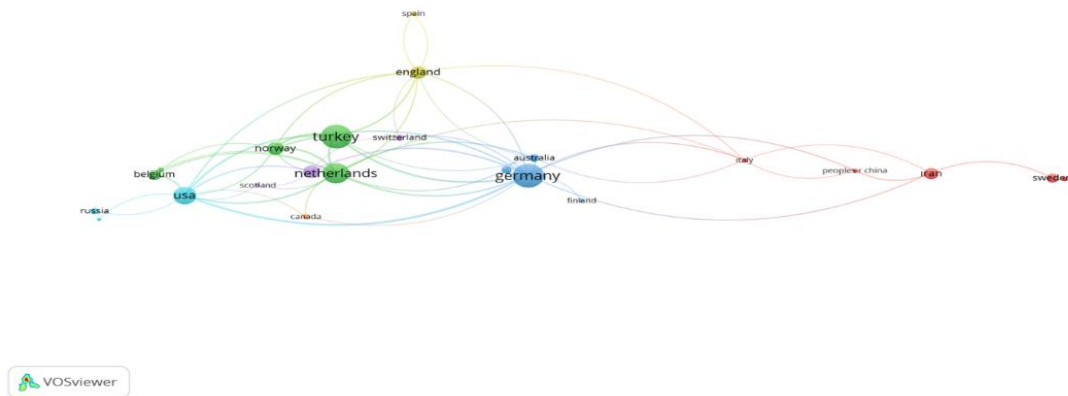 spain
england
turkey
switzerland
norway
australia
italy
belgium
netherlands
germany
peoples r china
iran
sweden
scotland
usa
finland
russia
canada
VOSviewer